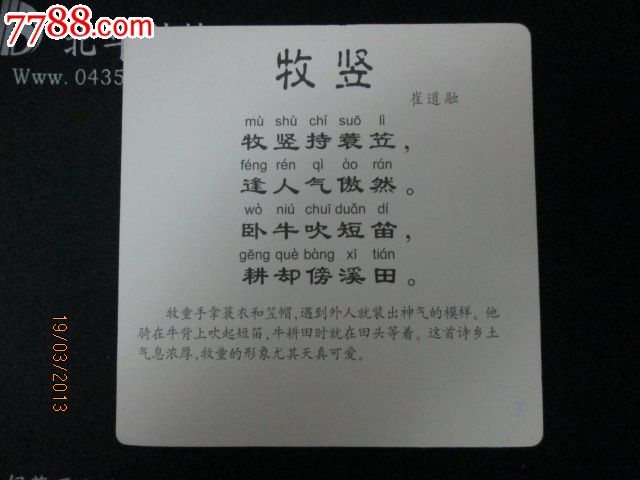 7788.com
Www.0435
牧竖
崔道融
mù shù chí suō lì
牧竖持蓑笠，
féng rén qì ào rán
逢人气傲然。
wò niú chuī duǎn dí
卧牛吹短笛，
gēng què bàng xī tián
耕却傍溪田。
牧童手拿蓑衣和笠帽，遇到外人就装出神气的模样。他
骑在牛背上吹起短笛，牛耕田时就在田头等着。这首诗乡土
气息浓厚，牧童的形象尤其天真可爱。
19/03/2013